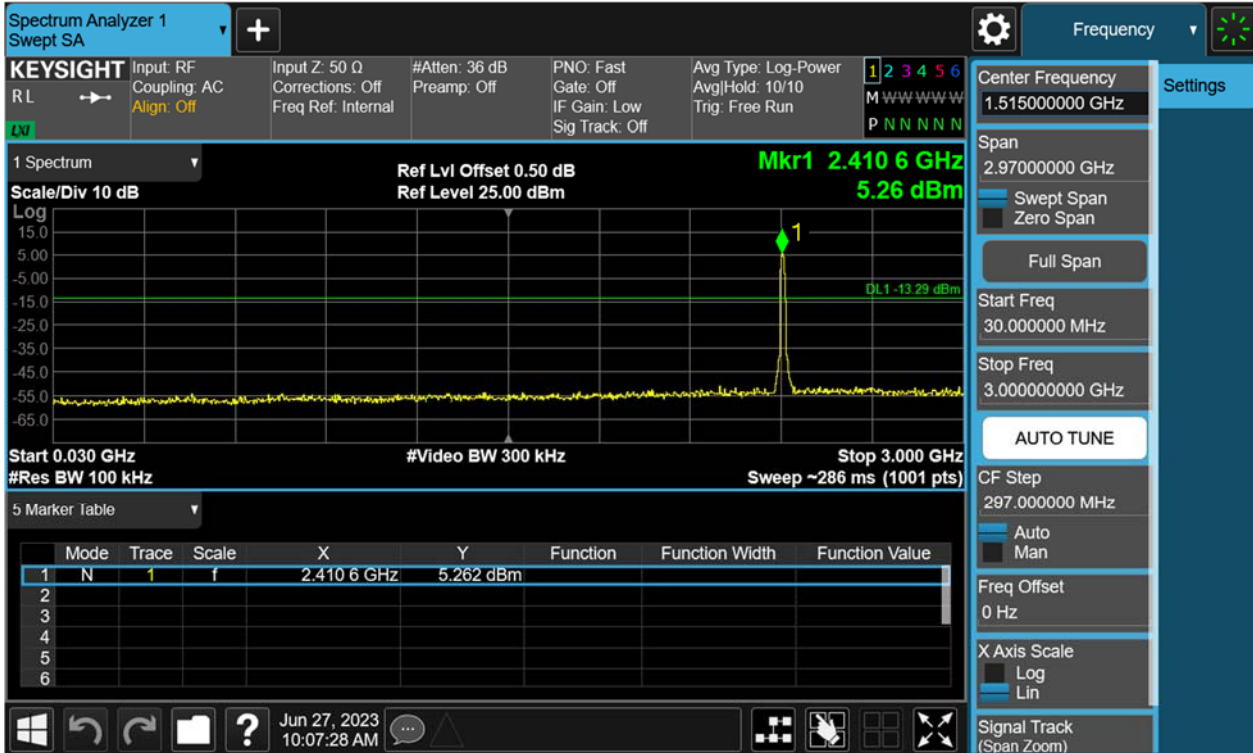 Spectrum Analyzer 1
Swept SA
+
Frequency
KEYSIGHT
RL
LXI
Input: RF
Coupling: AC
Align: Off
Input Z: 50 Ω
Corrections: Off
Freq Ref: Internal
#Atten: 36 dB
Preamp: Off
PNO: Fast
Gate: Off
IF Gain: Low
Sig Track: Off
Avg Type: Log-Power
Avg|Hold: 10/10
Trig: Free Run
1 2 3 4 5 6
M W W W W W
P N N N N N
1 Spectrum
Scale/Div 10 dB
Ref Lvl Offset 0.50 dB
Ref Level 25.00 dBm
Mkr1 2.410 6 GHz
5.26 dBm
Log
15.0
5.00
-5.00
-15.0
-25.0
-35.0
-45.0
-55.0
-65.0
1
DL1 -13.29 dBm
Start 0.030 GHz
#Video BW 300 kHz
Stop 3.000 GHz
#Res BW 100 kHz
Sweep ~286 ms (1001 pts)
5 Marker Table
Mode Trace Scale X Y Function Function Width Function Value
1 N 1 f 2.410 6 GHz 5.262 dBm
2
3
4
5
6
Jun 27, 2023
10:07:28 AM
Center Frequency
1.515000000 GHz
Settings
Span
2.97000000 GHz
Swept Span
Zero Span
Full Span
Start Freq
30.000000 MHz
Stop Freq
3.000000000 GHz
AUTO TUNE
CF Step
297.000000 MHz
Auto
Man
Freq Offset
0 Hz
X Axis Scale
Log
Lin
Signal Track
(Span Zoom)